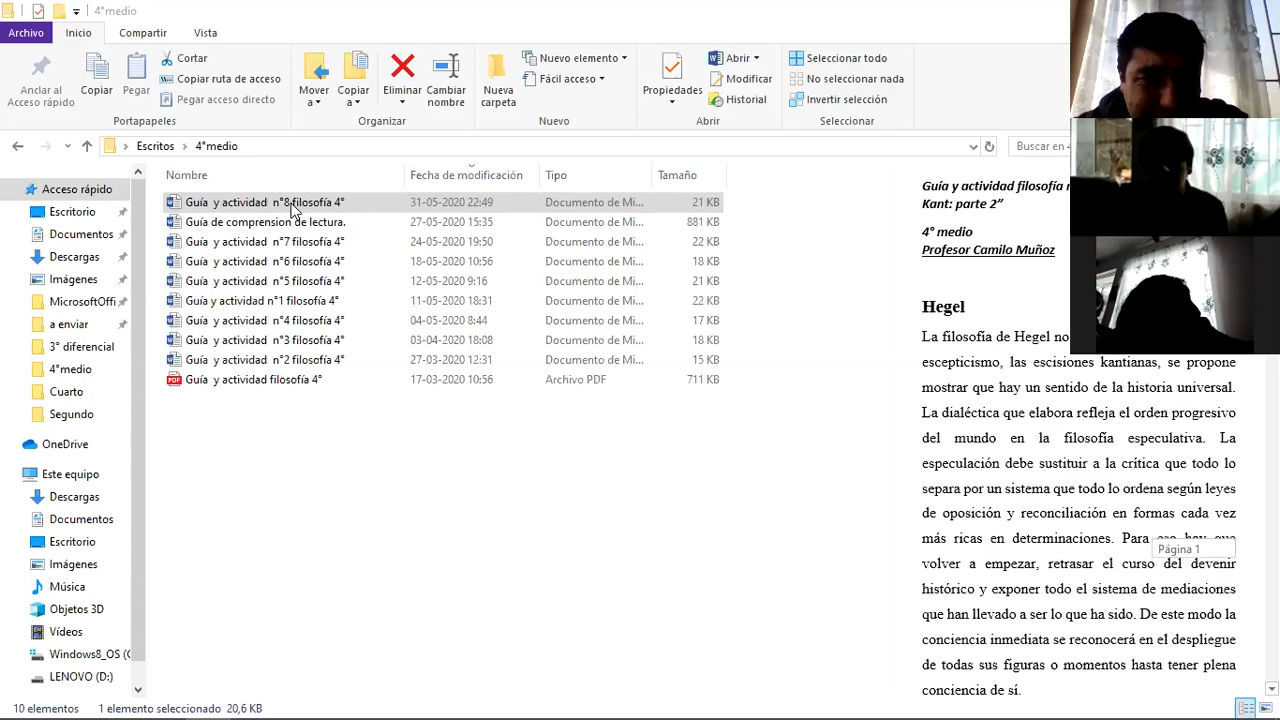 4°medio
Archivo Inicio Compartir Vista
Anclar al Acceso rápido
Copiar
Pegar
Cortar
Copiar ruta de acceso
Pegar acceso directo
Portapapeles
Mover a
Copiar a
Eliminar
Cambiar nombre
Organizar
Nueva carpeta
Nuevo elemento
Fácil acceso
Nuevo
Propiedades
Abrir
Modificar
Historial
Abrir
Seleccionar todo
No seleccionar nada
Invertir selección
Seleccionar
Escritos > 4°medio
Buscar en
Acceso rápido
Escritorio
Documentos
Descargas
Imágenes
MicrosoftOffi
a enviar
3° diferencial
4°medio
Cuarto
Segundo
OneDrive
Este equipo
Descargas
Documentos
Escritorio
Imágenes
Música
Objetos 3D
Vídeos
Windows8_OS (
LENOVO (D:)
Nombre Fecha de modificación Tipo Tamaño
Guía y actividad n°8 filosofía 4° 31-05-2020 22:49 Documento de Mi... 21 KB
Guía de comprensión de lectura. 27-05-2020 15:35 Documento de Mi... 881 KB
Guía y actividad n°7 filosofía 4° 24-05-2020 19:50 Documento de Mi... 22 KB
Guía y actividad n°6 filosofía 4° 18-05-2020 10:56 Documento de Mi... 18 KB
Guía y actividad n°5 filosofía 4° 12-05-2020 9:16 Documento de Mi... 21 KB
Guía y actividad n°1 filosofía 4° 11-05-2020 18:31 Documento de Mi... 22 KB
Guía y actividad n°4 filosofía 4° 04-05-2020 8:44 Documento de Mi... 17 KB
Guía y actividad n°3 filosofía 4° 03-04-2020 18:08 Documento de Mi... 18 KB
Guía y actividad n°2 filosofía 4° 27-03-2020 12:31 Documento de Mi... 15 KB
Guía y actividad filosofía 4° 17-03-2020 10:56 Archivo PDF 711 KB
Guía y actividad filosofía
Kant: parte 2”
4° medio
Profesor Camilo Muñoz
Hegel
La filosofía de Hegel no
escepticismo, las escisiones kantianas, se propone
mostrar que hay un sentido de la historia universal.
La dialéctica que elabora refleja el orden progresivo
del mundo en la filosofía especulativa. La
especulación debe sustituir a la crítica que todo lo
separa por un sistema que todo lo ordena según leyes
de oposición y reconciliación en formas cada vez
más ricas en determinaciones. Para eso hay que
Página 1
volver a empezar, retrasar el curso del devenir
histórico y exponer todo el sistema de mediaciones
que han llevado a ser lo que ha sido. De este modo la
conciencia inmediata se reconocerá en el despliegue
de todas sus figuras o momentos hasta tener plena
conciencia de sí.
10 elementos 1 elemento seleccionado 20,6 KB